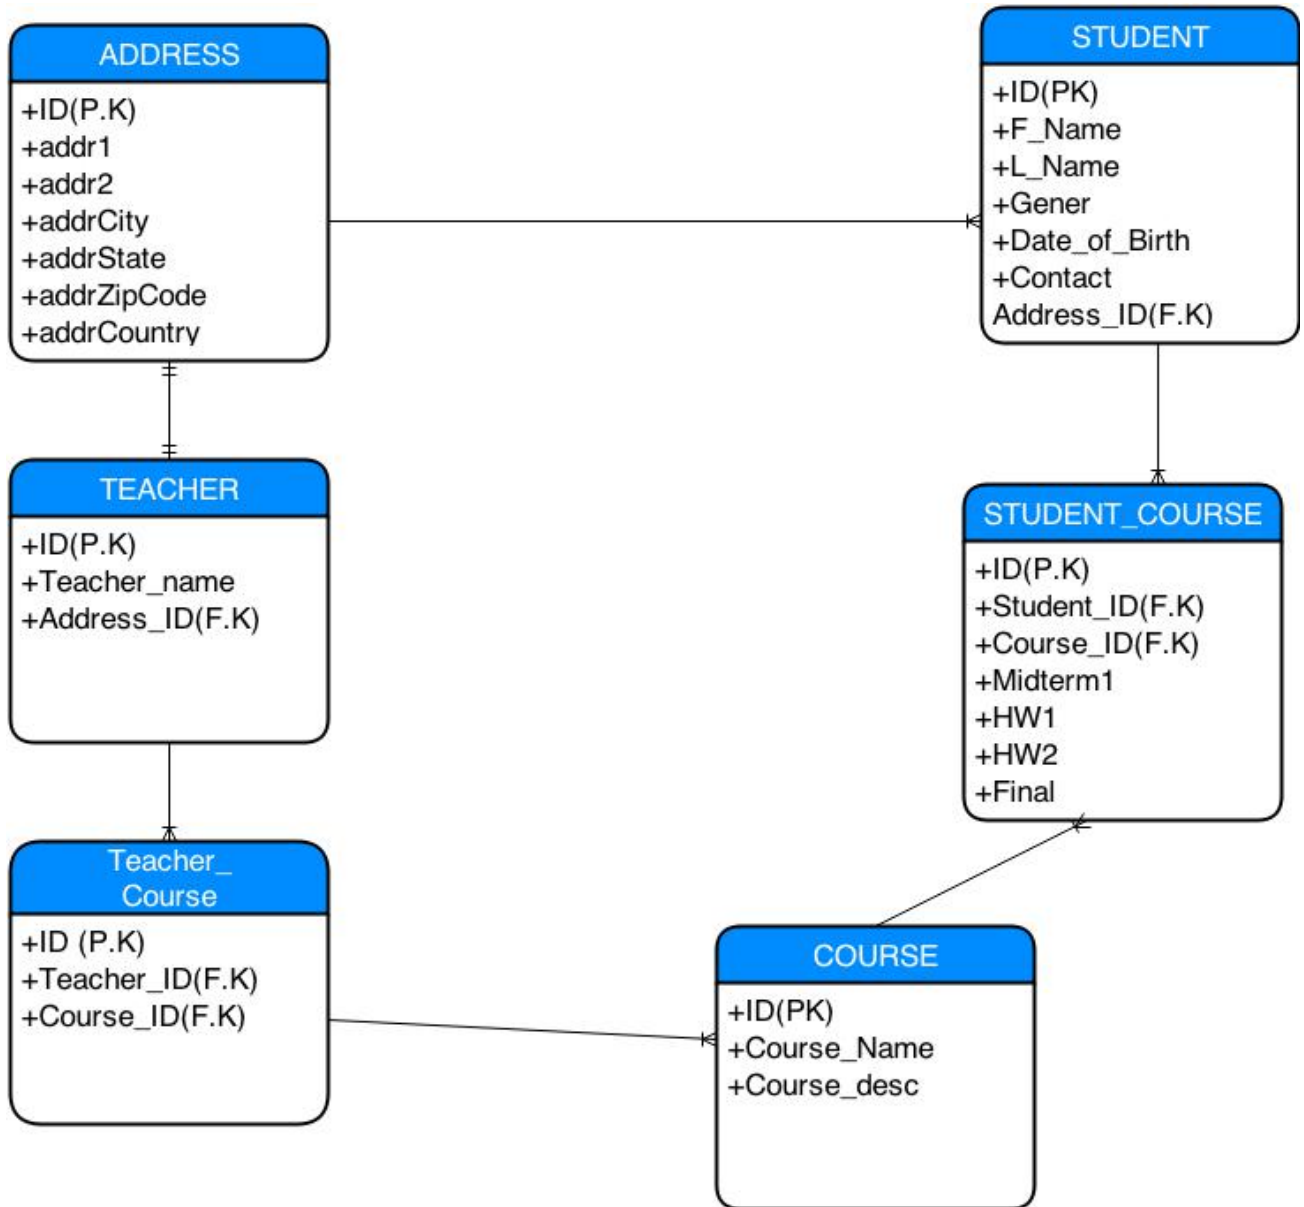 ADDRESS
+ID(P.K)
+addr1
+addr2
+addrCity
+addrState
+addrZipCode
+addrCountry
STUDENT
+ID(PK)
+F_Name
+L_Name
+Gener
+Date_of_Birth
+Contact
Address_ID(F.K)
TEACHER
+ID(P.K)
+Teacher_name
+Address_ID(F.K)
STUDENT_COURSE
+ID(P.K)
+Student_ID(F.K)
+Course_ID(F.K)
+Midterm1
+HW1
+HW2
+Final
Teacher_
Course
+ID (P.K)
+Teacher_ID(F.K)
+Course_ID(F.K)
COURSE
+ID(PK)
+Course_Name
+Course_desc